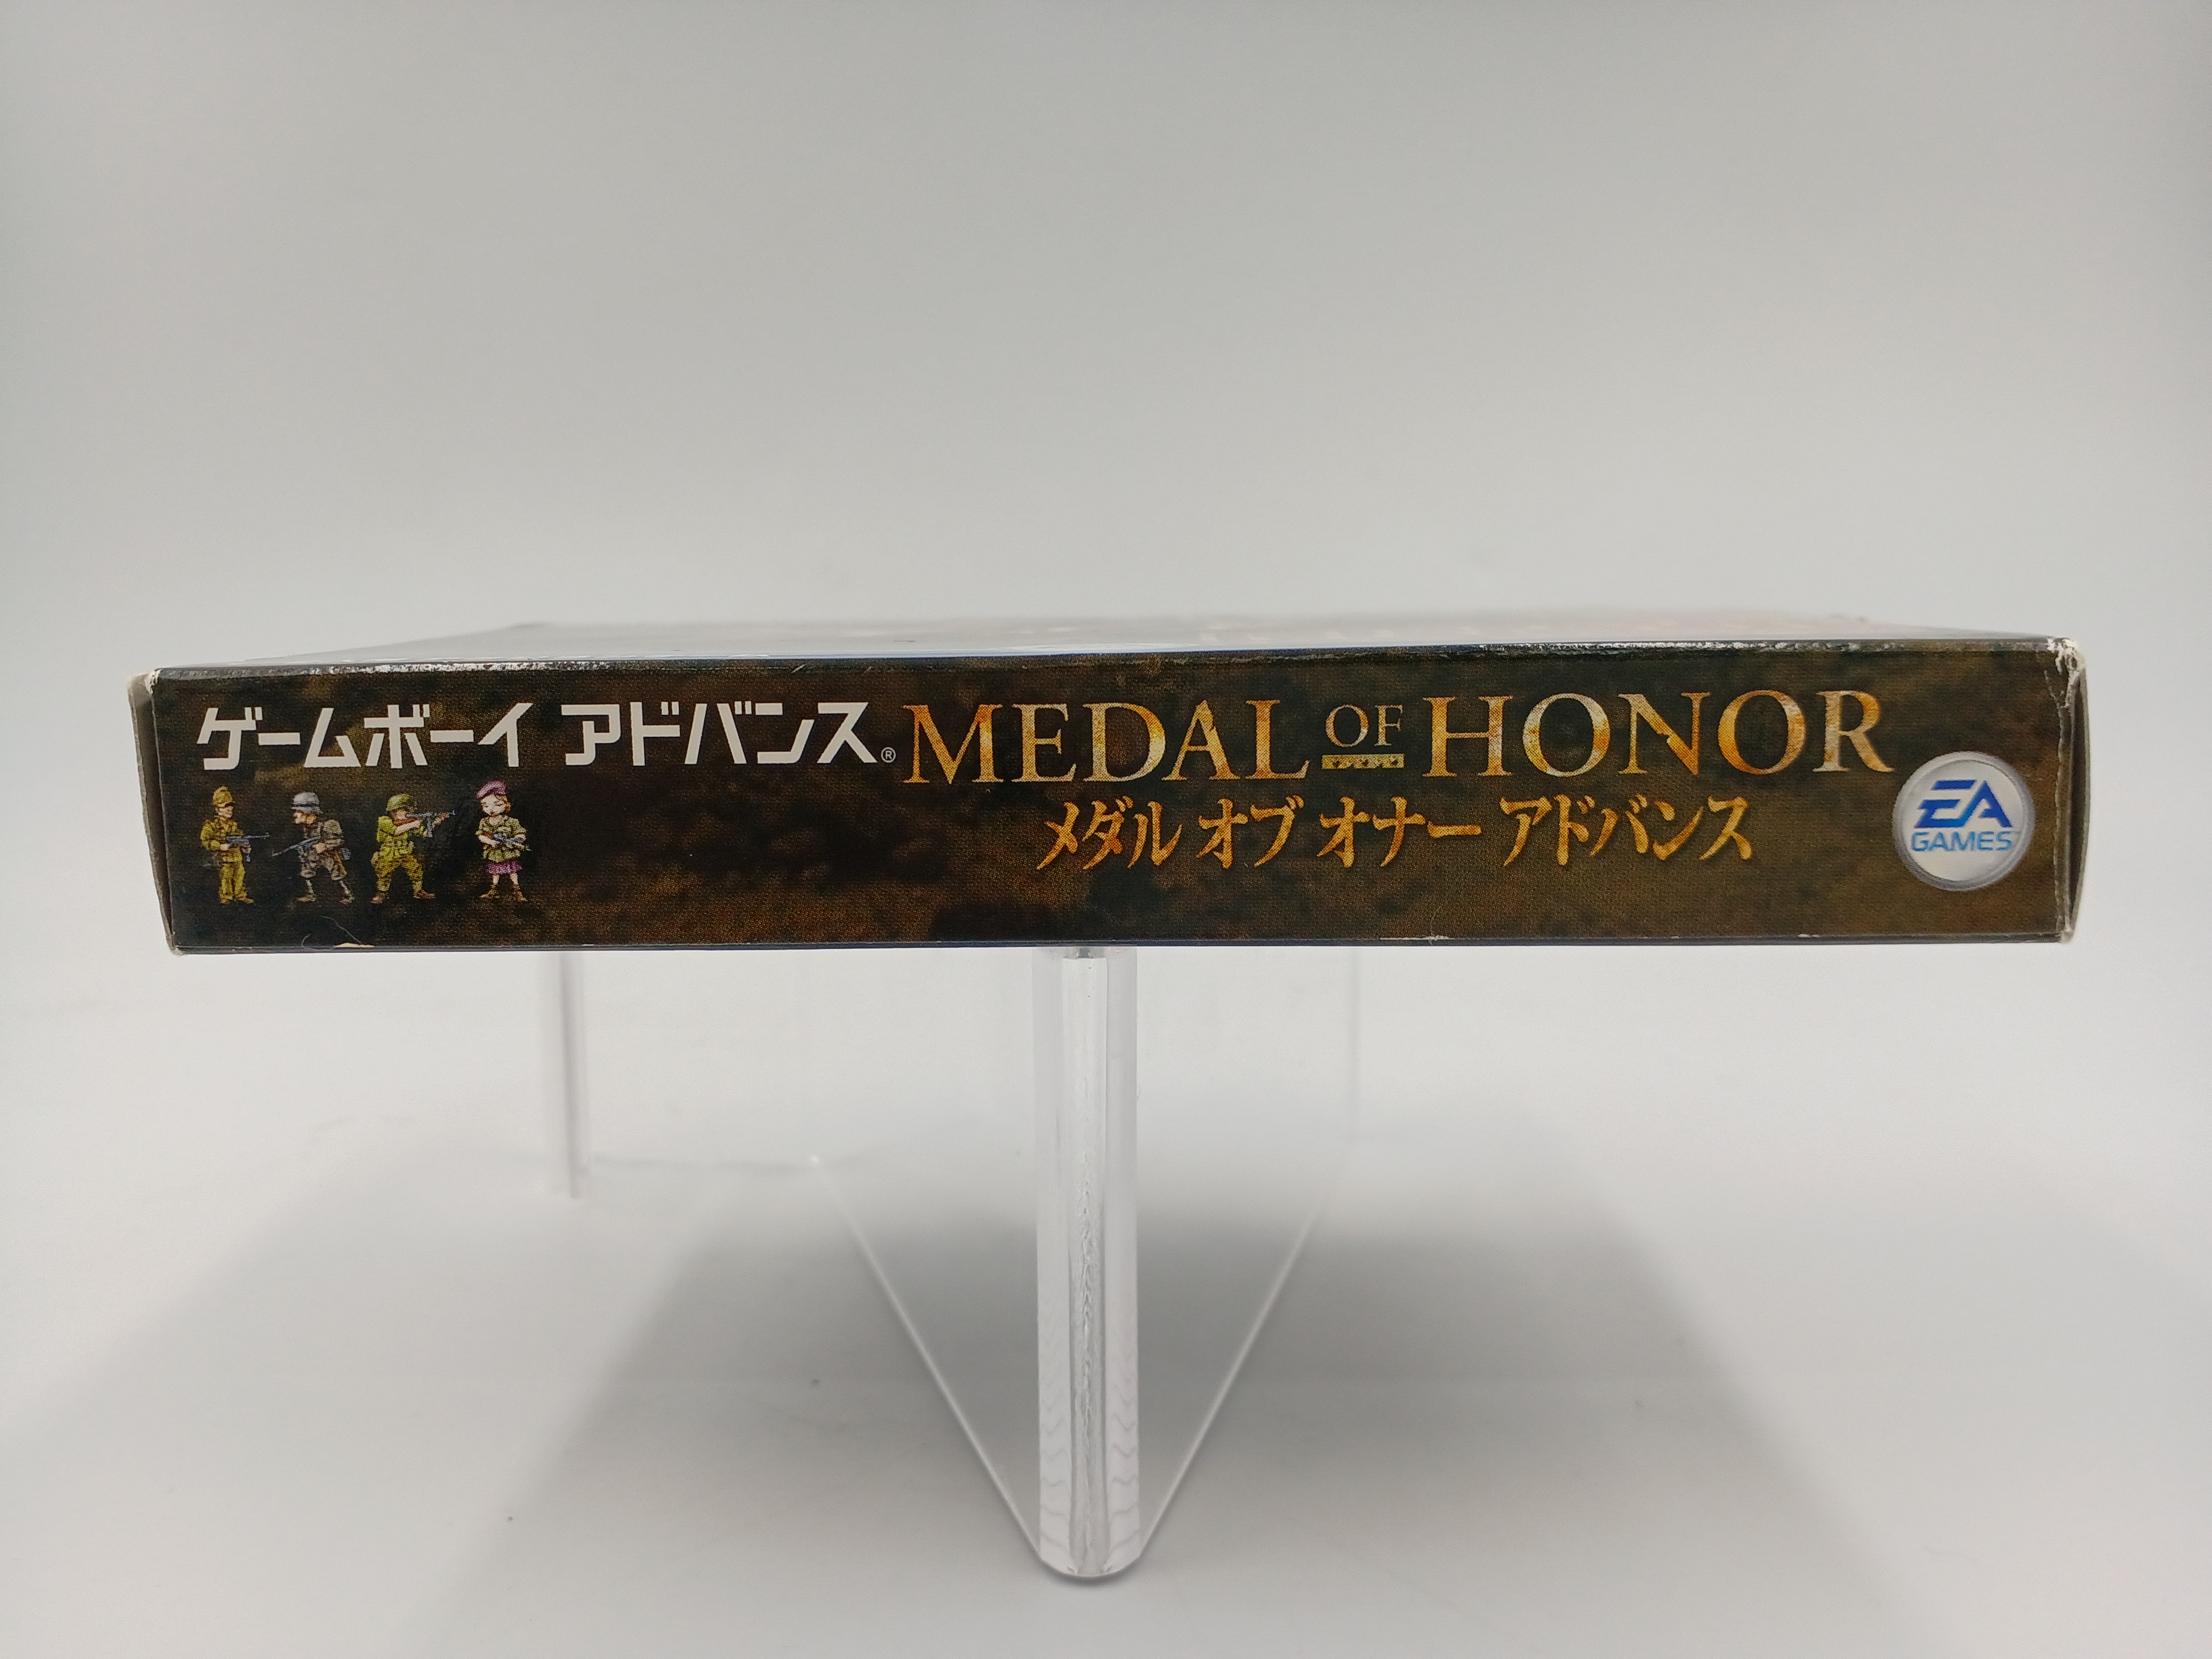 ゲームボーイ アドバンス®
MEDAL OF HONOR
メダル オブ オナー アドバンス
EA
GAMES